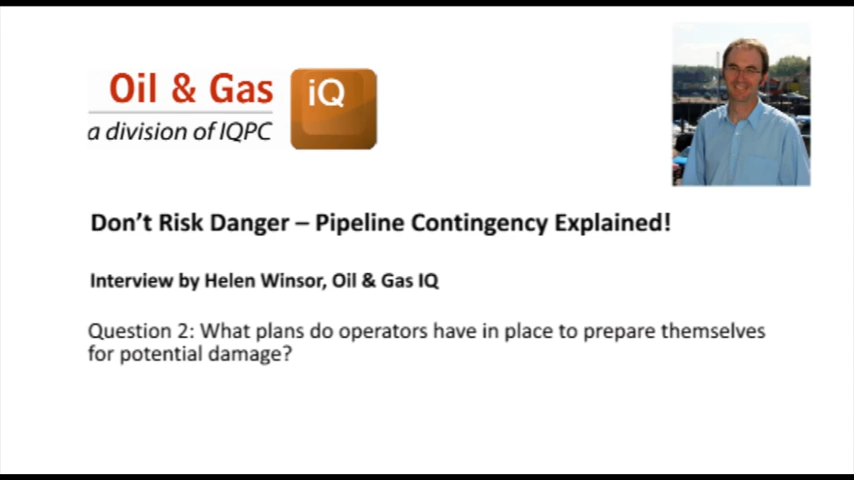 Oil & Gas
iQ
a division of IQPC
Don't Risk Danger – Pipeline Contingency Explained!
Interview by Helen Winsor, Oil & Gas IQ
Question 2: What plans do operators have in place to prepare themselves
for potential damage?